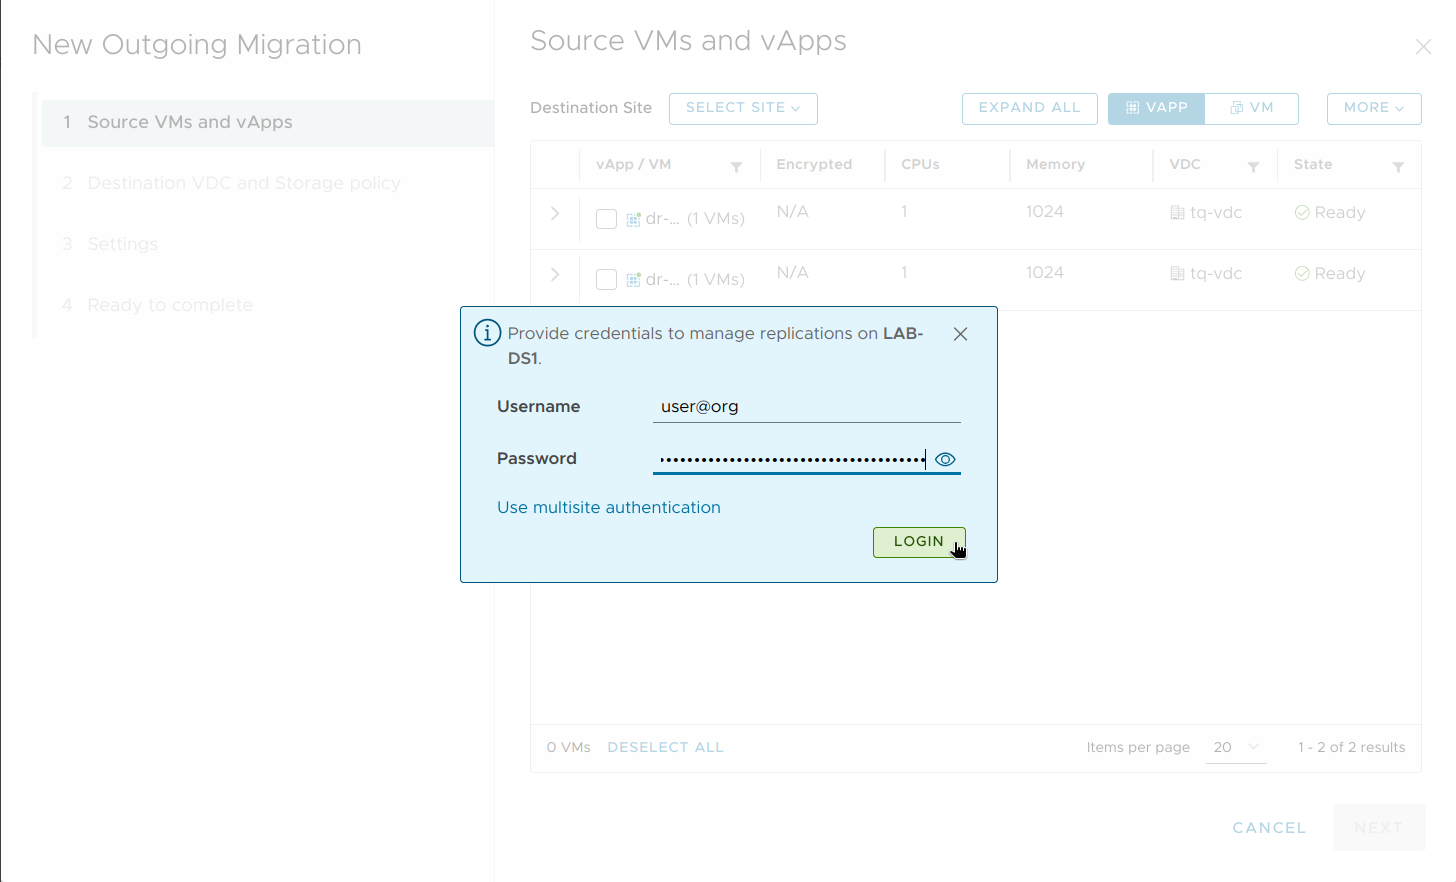 New Outgoing Migration
1 Source VMs and vApps
2 Destination VDC and Storage policy
3 Settings
4 Ready to complete
Source VMs and vApps
Destination Site SELECT SITE EXPAND ALL VAPP VM MORE
vApp / VM Encrypted CPUs Memory VDC State
dr-... (1 VMs) N/A 1 1024 tq-vdc Ready
dr-... (1 VMs) N/A 1 1024 tq-vdc Ready
Provide credentials to manage replications on LAB-
DS1.
Username user@org
Password
Use multisite authentication
LOGIN
0 VMs DESELECT ALL Items per page 20 1 - 2 of 2 results
CANCEL NEXT